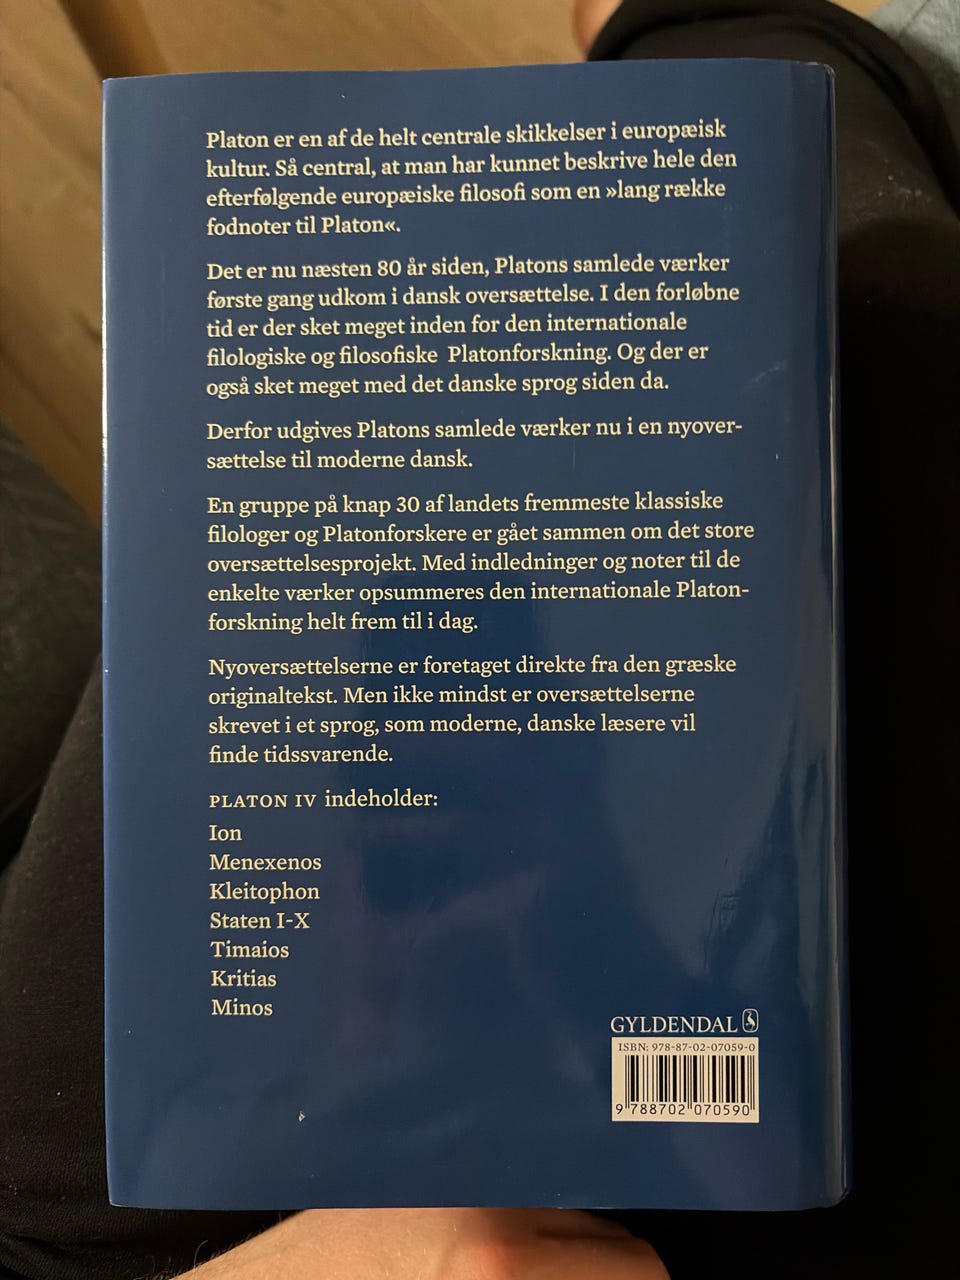 Platon er en af de helt centrale skikkelser i europæisk
kultur. Så central, at man har kunnet beskrive hele den
efterfølgende europæiske filosofi som en »lang række
fodnoter til Platon«.
Det er nu næsten 80 år siden, Platons samlede værker
første gang udkom i dansk oversættelse. I den forløbne
tid er der sket meget inden for den internationale
filologiske og filosofiske Platonforskning. Og der er
også sket meget med det danske sprog siden da.
Derfor udgives Platons samlede værker nu i en nyover-
sættelse til moderne dansk.
En gruppe på knap 30 af landets fremmeste klassiske
filologer og Platonforskere er gået sammen om det store
oversættelsesprojekt. Med indledninger og noter til de
enkelte værker opsummeres den internationale Platon-
forskning helt frem til i dag.
Nyoversættelserne er foretaget direkte fra den græske
originaltekst. Men ikke mindst er oversættelserne
skrevet i et sprog, som moderne, danske læsere vil
finde tidssvarende.
PLATON IV indeholder:
Ion
Menexenos
Kleitophon
Staten I-X
Timaios
Kritias
Minos
GYLDENDAL
ISBN: 978-87-02-07059-0
9 788702 070590